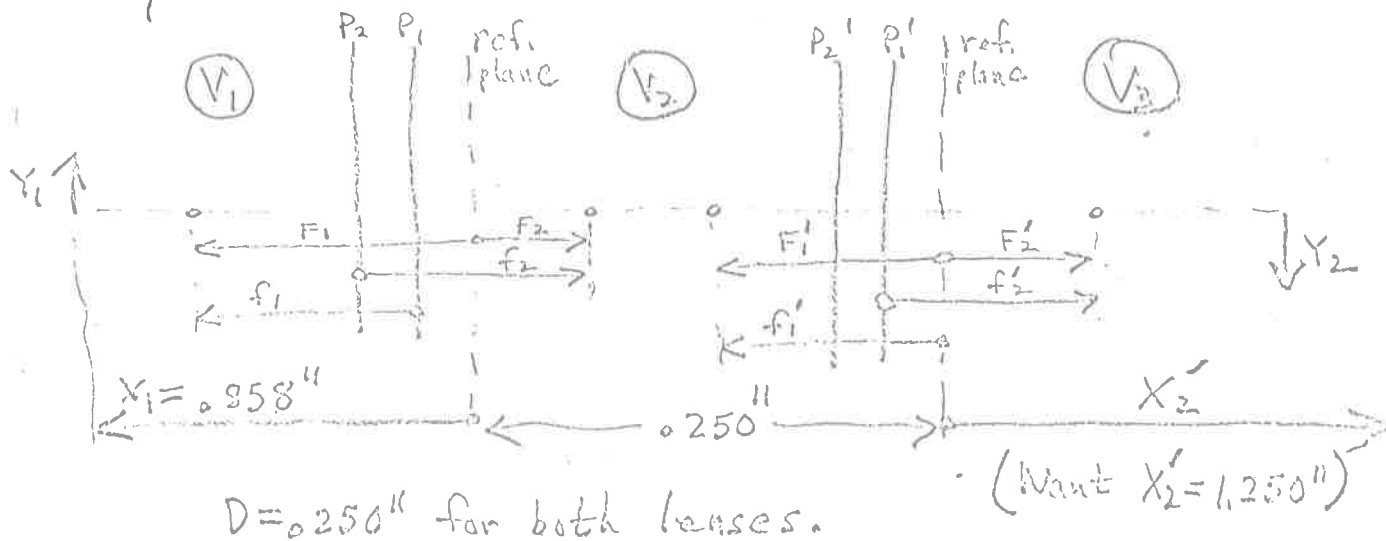 P₂ P₁ ref. plane P₂' P₁' ref. plane
V₁ V₂ V₃
Y₁
F₁ F₂ F₁' F₂'
f₂ f₂' Y₂
f₁ f₁'
X₁=.858" .250" X₂'
(Want X₂'=1.250")
D=.250" for both lenses.